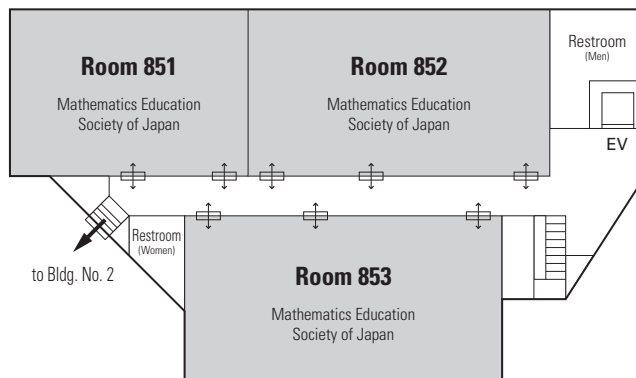 Room 851
Mathematics Education
Society of Japan
Room 852
Mathematics Education
Society of Japan
Restroom
(Men)
EV
to Bldg. No. 2
Restroom
(Women)
Room 853
Mathematics Education
Society of Japan